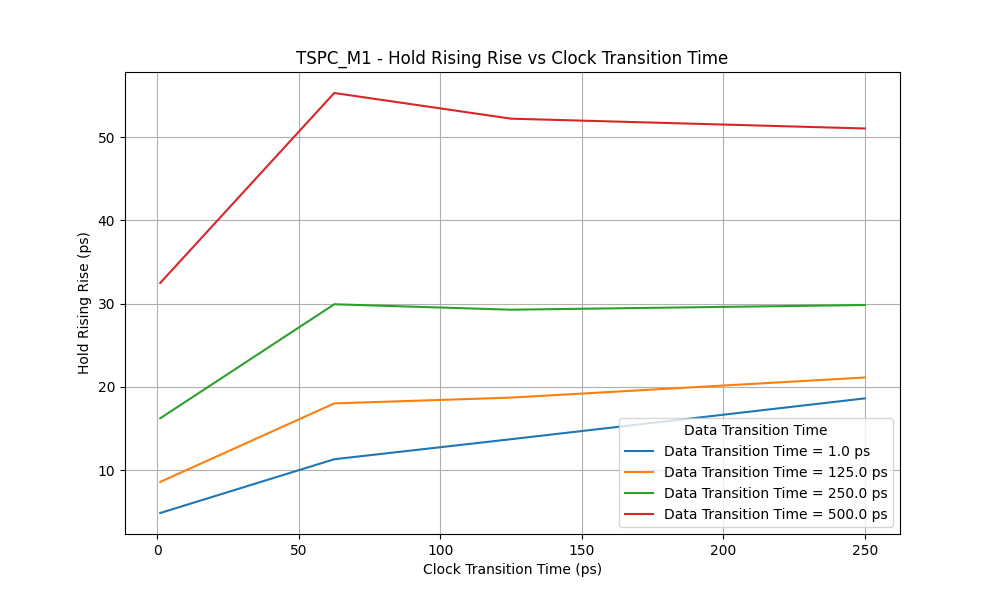 TSPC_M1 - Hold Rising Rise vs Clock Transition Time
Hold Rising Rise (ps)
50
40
30
20
10
0
50
100
150
200
250
Clock Transition Time (ps)
Data Transition Time
Data Transition Time = 1.0 ps
Data Transition Time = 125.0 ps
Data Transition Time = 250.0 ps
Data Transition Time = 500.0 ps